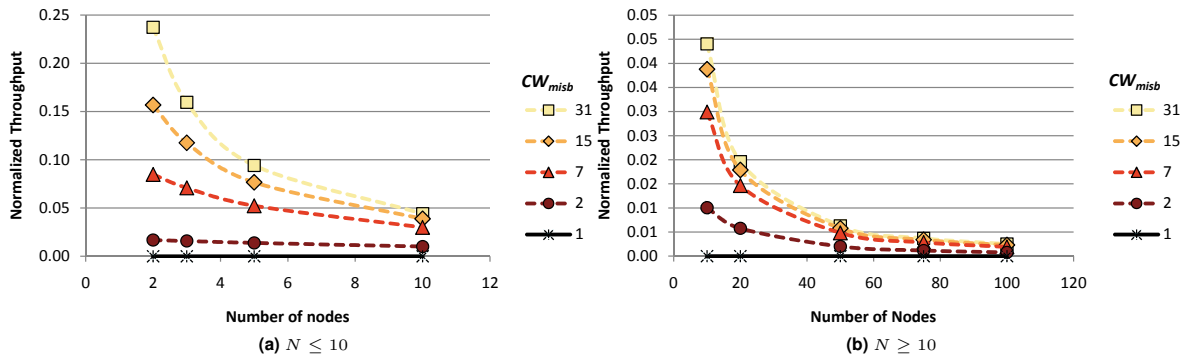 0.25
0.20
0.15
0.10
0.05
0.00
Normalized Throughput
0 2 4 6 8 10 12
Number of nodes
CW_misb
31
15
7
2
1
(a) N ≤ 10
0.05
0.05
0.04
0.04
0.03
0.03
0.02
0.02
0.01
0.01
0.00
Normalized Throughput
0 20 40 60 80 100 120
Number of Nodes
CW_misb
31
15
7
2
1
(b) N ≥ 10